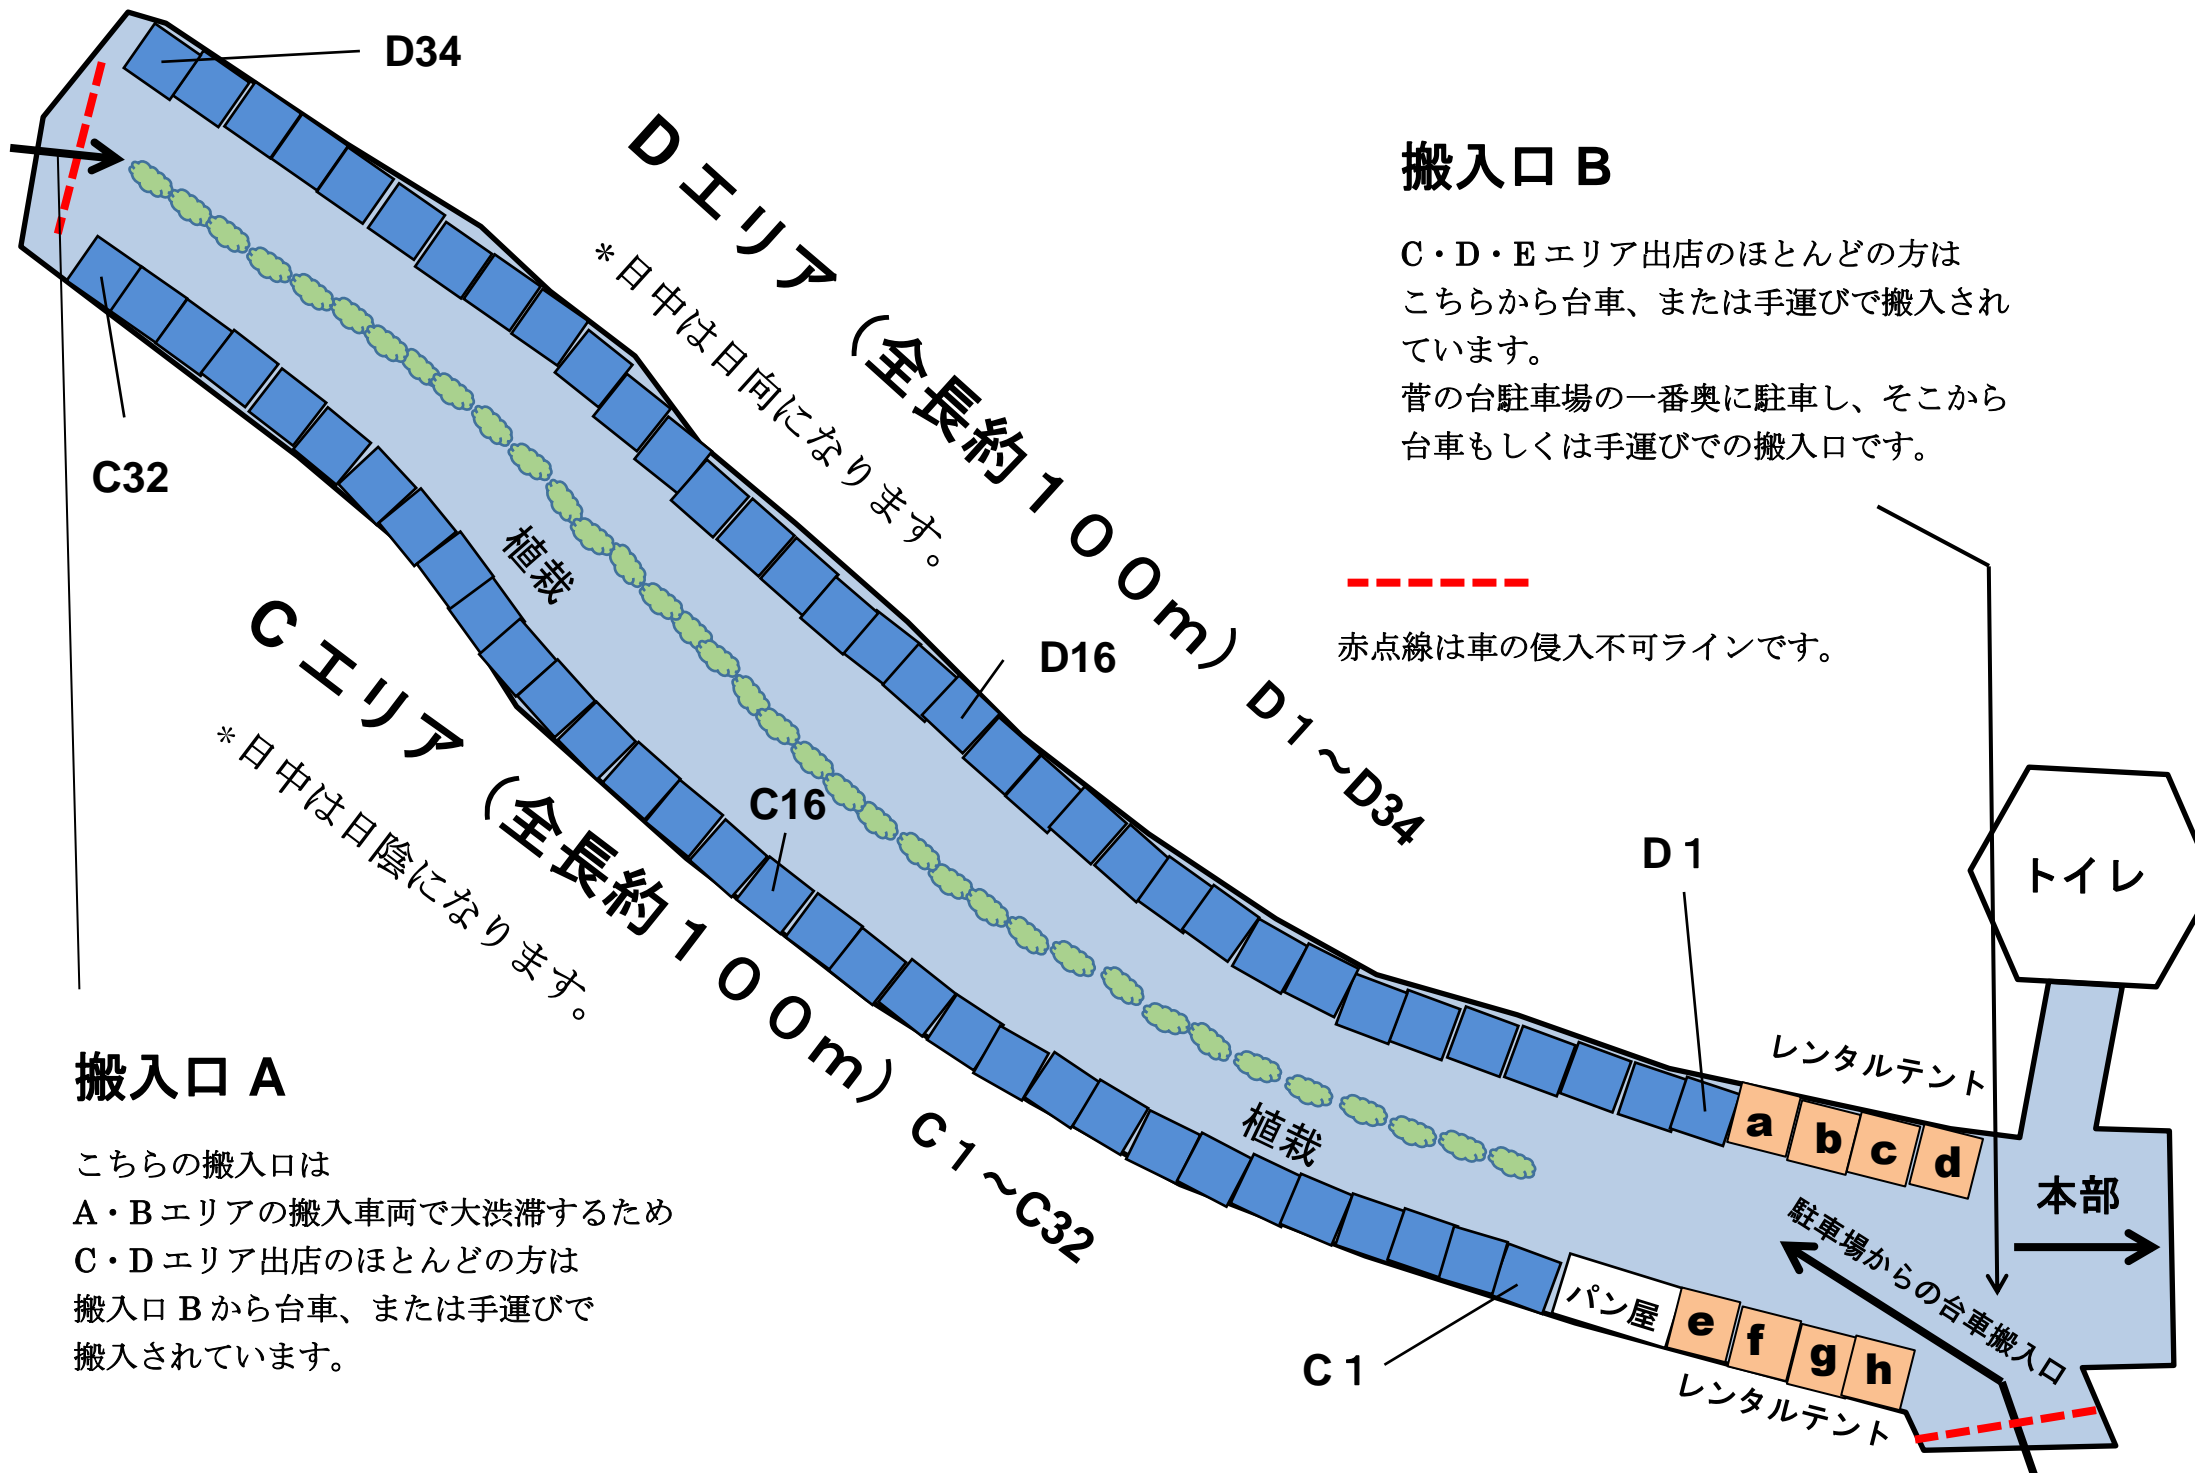 D34
Dエリア（全長約１００ｍ）D１～D34
＊日中は日向になります。
搬入口 B
C・D・E エリア出店のほとんどの方は
こちらから台車、または手運びで搬入され
ています。
菅の台駐車場の一番奥に駐車し、そこから
台車もしくは手運びでの搬入口です。
赤点線は車の侵入不可ラインです。
C32
植栽
Cエリア（全長約１００ｍ）C１～C32
＊日中は日陰になります。
D16
C16
D１
トイレ
レンタルテント
a
b
c
d
本部
駐車場からの台車搬入口
植栽
パン屋
e
f
g
h
レンタルテント
C１
搬入口 A
こちらの搬入口は
A・B エリアの搬入車両で大渋滞するため
C・D エリア出店のほとんどの方は
搬入口 B から台車、または手運びで
搬入されています。